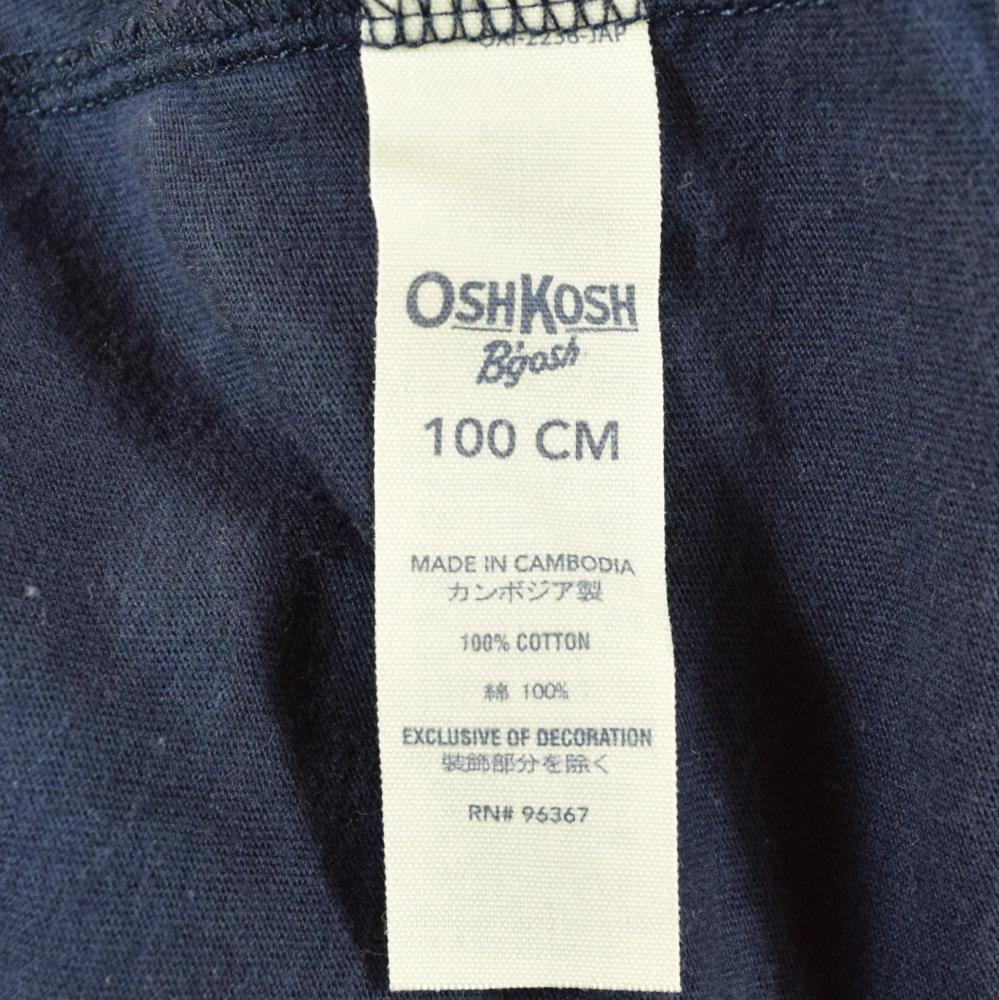 OSHKOSH
B'gosh
100 CM
MADE IN CAMBODIA
カンボジア製
100% COTTON
綿 100%
EXCLUSIVE OF DECORATION
装飾部分を除く
RN# 96367